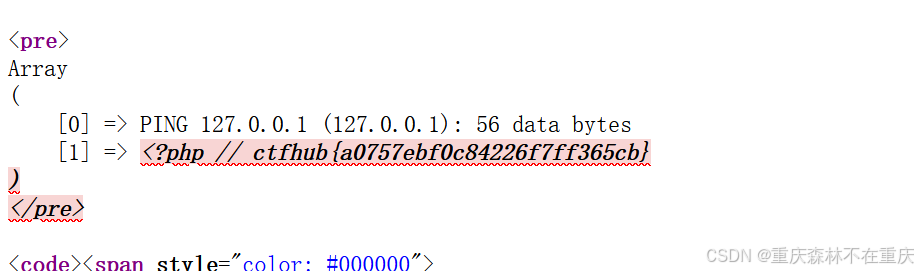 <pre>
Array
(
    [0] => PING 127.0.0.1 (127.0.0.1): 56 data bytes
    [1] => <?php // ctfhub{a0757ebf0c84226f7ff365cb}
)
</pre>
<code><span style="color: #000000">
CSDN @重庆森林不在重庆